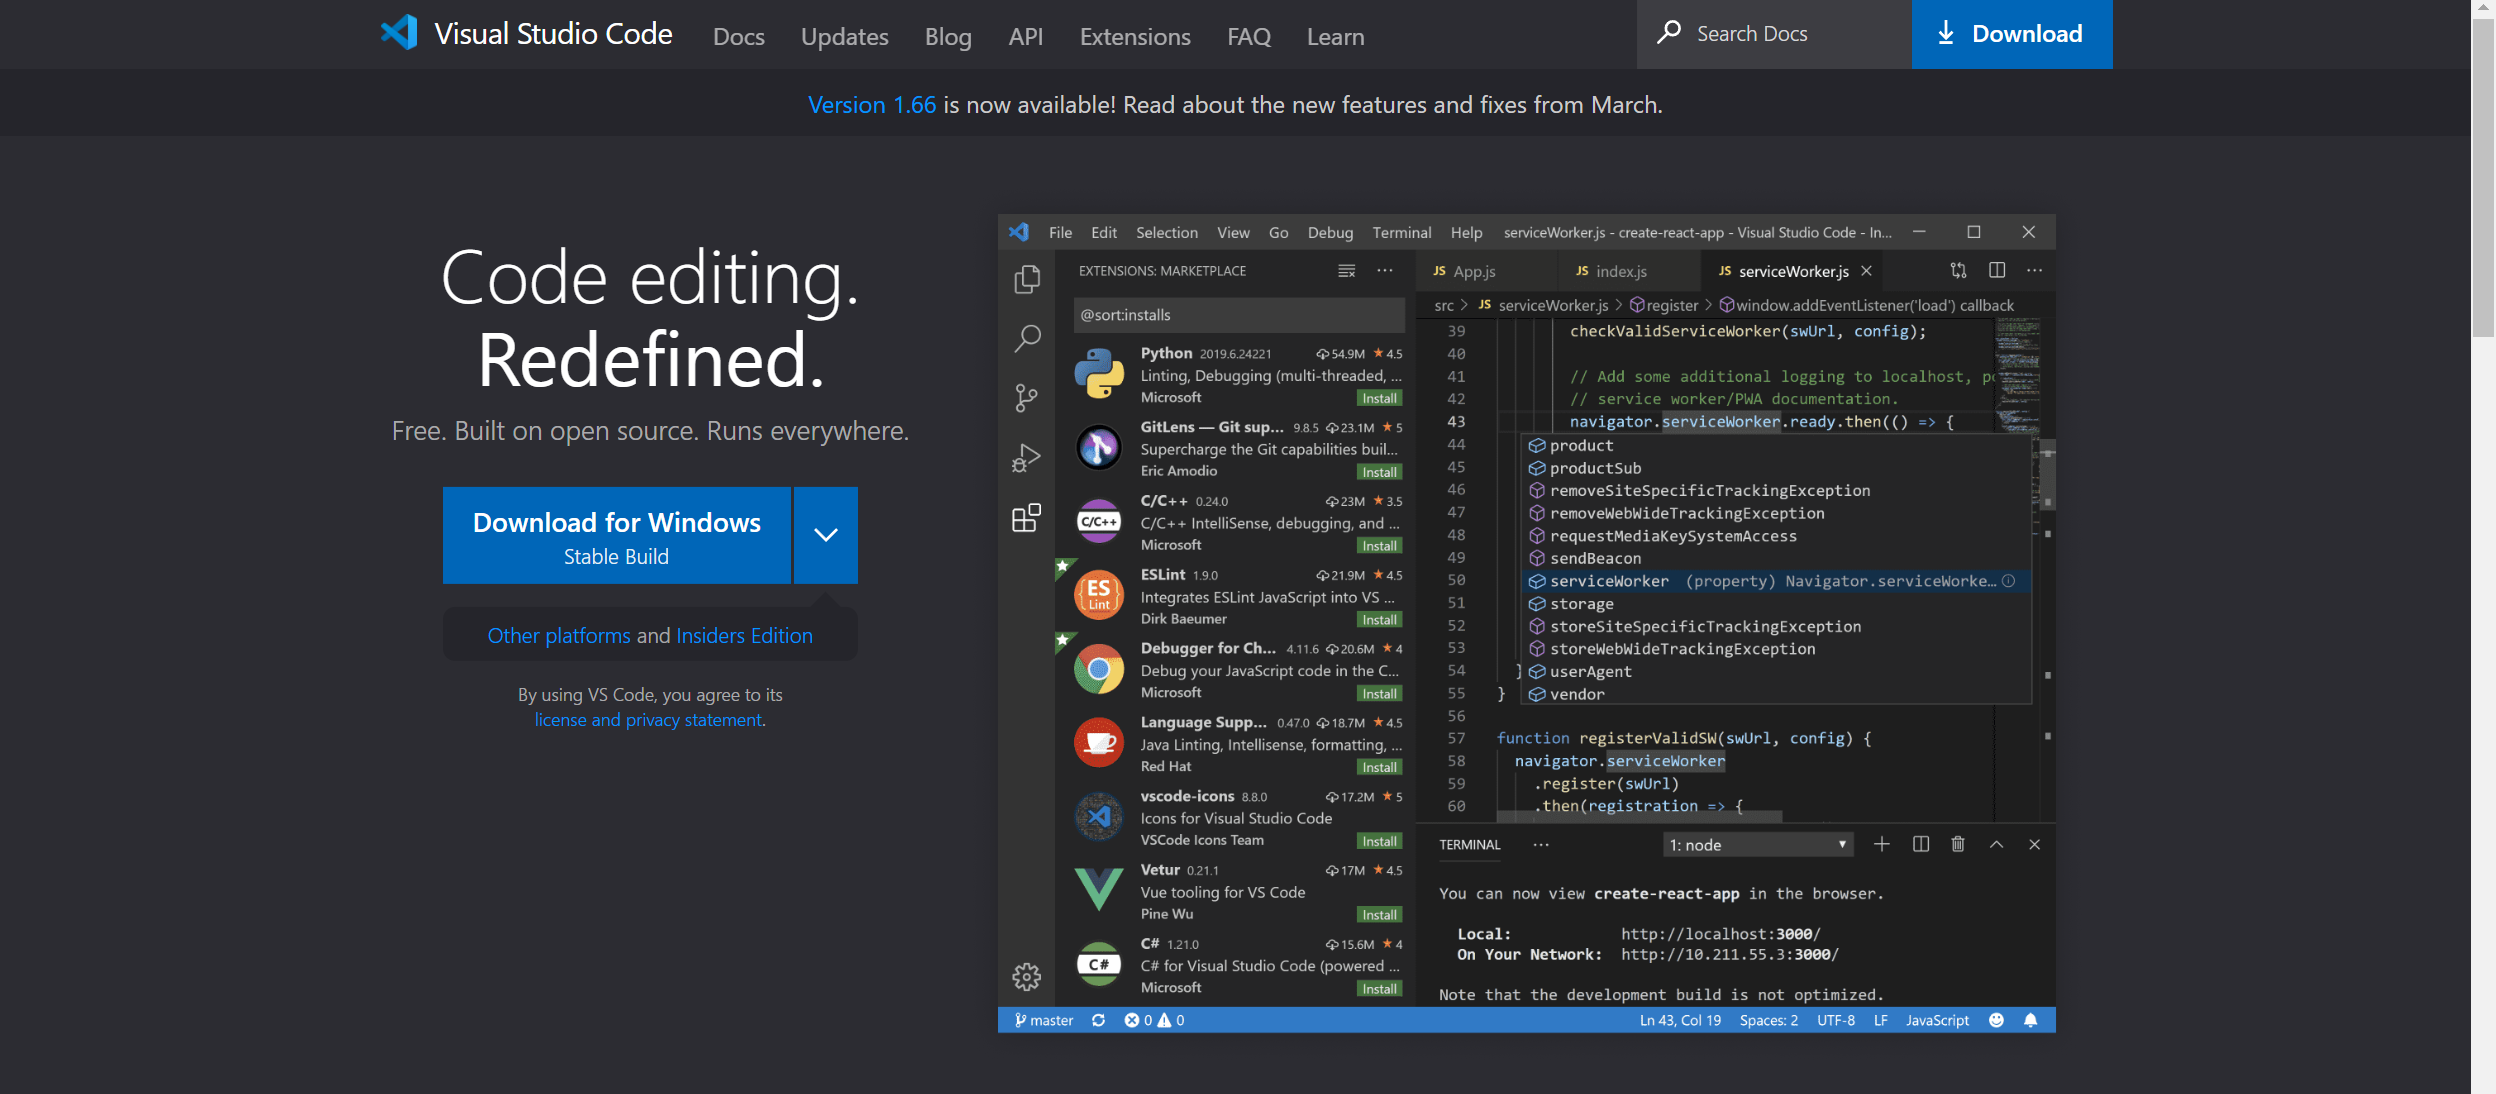 Visual Studio Code Docs Updates Blog API Extensions FAQ Learn Search Docs Download
Version 1.66 is now available! Read about the new features and fixes from March.
Code editing.
Redefined.
Free. Built on open source. Runs everywhere.
Download for Windows
Stable Build
Other platforms and Insiders Edition
By using VS Code, you agree to its
license and privacy statement.
File Edit Selection View Go Debug Terminal Help serviceWorker.js - create-react-app - Visual Studio Code - In...
EXTENSIONS: MARKETPLACE
@sort:installs
Python 2019.6.24221 54.9M 4.5
Linting, Debugging (multi-threaded, ...
Microsoft Install
GitLens — Git sup... 9.8.5 23.1M 5
Supercharge the Git capabilities buil...
Eric Amodio Install
C/C++
C/C++ 0.24.0 23M 3.5
C/C++ IntelliSense, debugging, and ...
Microsoft Install
ES
Lint
ESLint 1.9.0 21.9M 4.5
Integrates ESLint JavaScript into VS ...
Dirk Baeumer Install
Debugger for Ch... 4.11.6 20.6M 4
Debug your JavaScript code in the C...
Microsoft Install
Language Supp... 0.47.0 18.7M 4.5
Java Linting, Intellisense, formatting, ...
Red Hat Install
vscode-icons 8.8.0 17.2M 5
Icons for Visual Studio Code
VSCode Icons Team Install
Vetur 0.21.1 17M 4.5
Vue tooling for VS Code
Pine Wu Install
C#
C# 1.21.0 15.6M 4
C# for Visual Studio Code (powered ...
Microsoft Install
JS App.js JS index.js JS serviceWorker.js
src > JS serviceWorker.js > register > window.addEventListener('load') callback
39 checkValidServiceWorker(swUrl, config);
40
41 // Add some additional logging to localhost, po
42 // service worker/PWA documentation.
43 navigator.serviceWorker.ready.then(() => {
44 product
45 productSub
46 removeSiteSpecificTrackingException
47 removeWebWideTrackingException
48 requestMediaKeySystemAccess
49 sendBeacon
50 serviceWorker (property) Navigator.serviceWorke...
51 storage
52 storeSiteSpecificTrackingException
53 storeWebWideTrackingException
54 } userAgent
55 } vendor
56
57 function registerValidSW(swUrl, config) {
58 navigator.serviceWorker
59 .register(swUrl)
60 .then(registration => {
TERMINAL ... 1: node
You can now view create-react-app in the browser.
Local: http://localhost:3000/
On Your Network: http://10.211.55.3:3000/
Note that the development build is not optimized.
master 0 0 Ln 43, Col 19 Spaces: 2 UTF-8 LF JavaScript